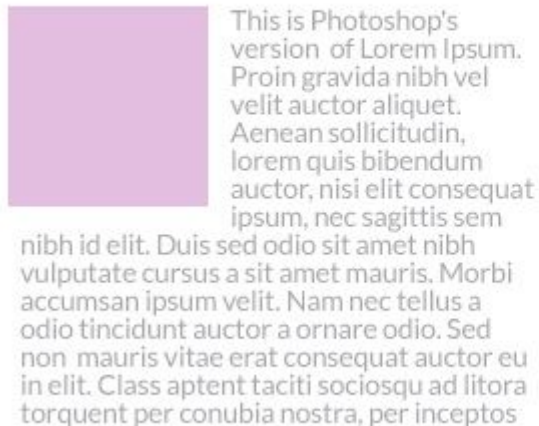 This is Photoshop's
version of Lorem Ipsum.
Proin gravida nibh vel
velit auctor aliquet.
Aenean sollicitudin,
lorem quis bibendum
auctor, nisi elit consequat
ipsum, nec sagittis sem
nibh id elit. Duis sed odio sit amet nibh
vulputate cursus a sit amet mauris. Morbi
accumsan ipsum velit. Nam nec tellus a
odio tincidunt auctor a ornare odio. Sed
non mauris vitae erat consequat auctor eu
in elit. Class aptent taciti sociosqu ad litora
torquent per conubia nostra, per inceptos